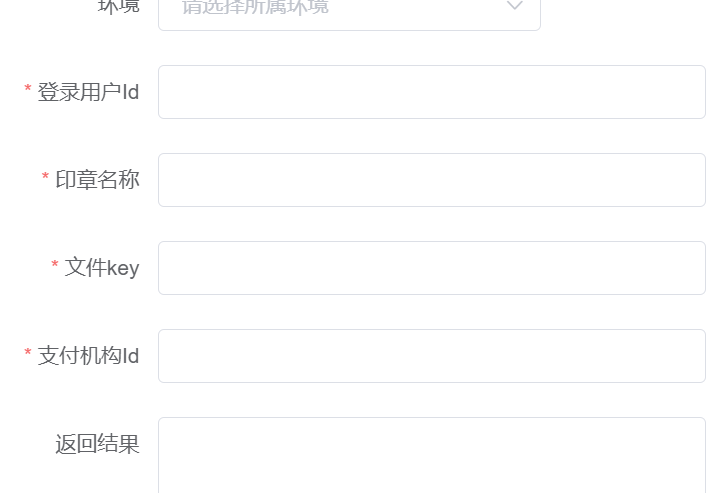 环境 请选择所属环境
* 登录用户Id
* 印章名称
* 文件key
* 支付机构Id
返回结果